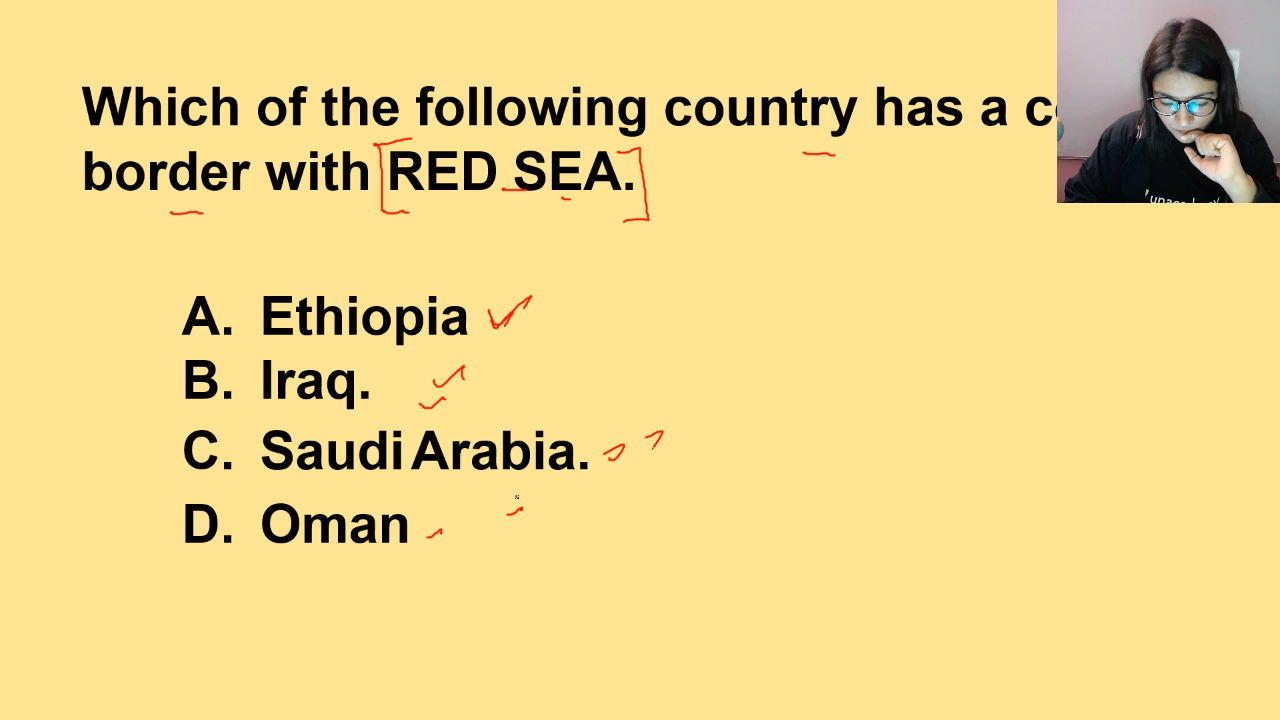 Which of the following country has a
border with RED SEA.
A. Ethiopia
B. Iraq.
C. Saudi Arabia.
D. Oman